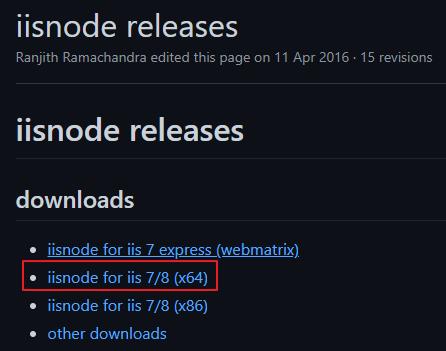 iisnode releases
Ranjith Ramachandra edited this page on 11 Apr 2016 · 15 revisions
iisnode releases
downloads
iisnode for iis 7 express (webmatrix)
iisnode for iis 7/8 (x64)
iisnode for iis 7/8 (x86)
other downloads